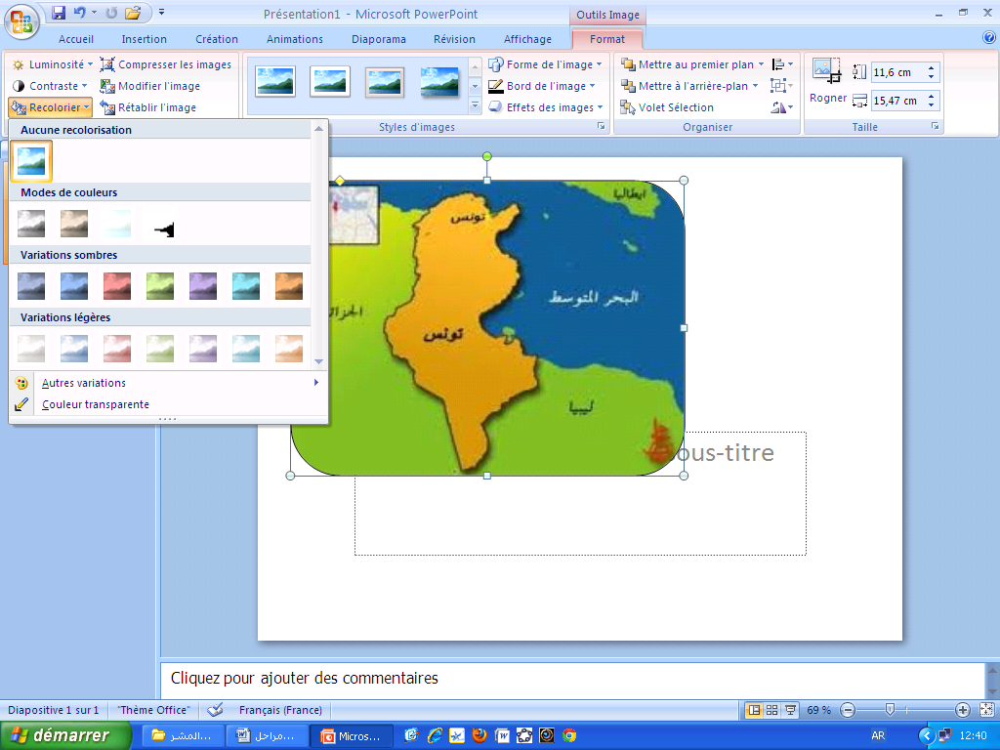 Présentation1 - Microsoft PowerPoint
Outils Image
Accueil
Insertion
Création
Animations
Diaporama
Révision
Affichage
Format
Luminosité
Compresser les images
Forme de l'image
Mettre au premier plan
11,6 cm
Contraste
Modifier l'image
Bord de l'image
Mettre à l'arrière-plan
Rogner
15,47 cm
Recolorier
Rétablir l'image
Effets des images
Volet Sélection
Styles d'images
Organiser
Taille
Aucune recolorisation
Modes de couleurs
Variations sombres
Variations légères
Autres variations
Couleur transparente
ايطاليا
تونس
البحر المتوسط
تونس
ليبيا
sous-titre
Cliquez pour ajouter des commentaires
Diapositive 1 sur 1
"Thème Office"
Français (France)
69 %
démarrer
المشر...
مراحل...
Micros...
AR
12:40